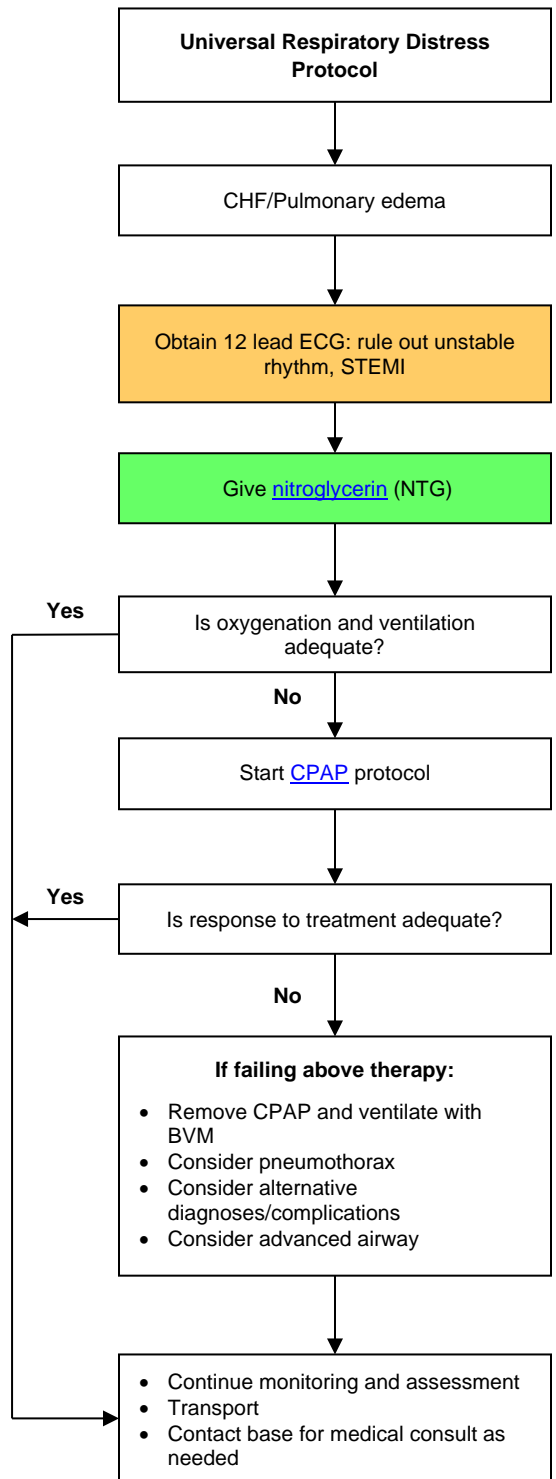 Universal Respiratory Distress
Protocol
CHF/Pulmonary edema
Obtain 12 lead ECG: rule out unstable
rhythm, STEMI
Give nitroglycerin (NTG)
Yes
Is oxygenation and ventilation
adequate?
No
Start CPAP protocol
Yes
Is response to treatment adequate?
No
If failing above therapy:
• Remove CPAP and ventilate with
BVM
• Consider pneumothorax
• Consider alternative
diagnoses/complications
• Consider advanced airway
• Continue monitoring and assessment
• Transport
• Contact base for medical consult as
needed